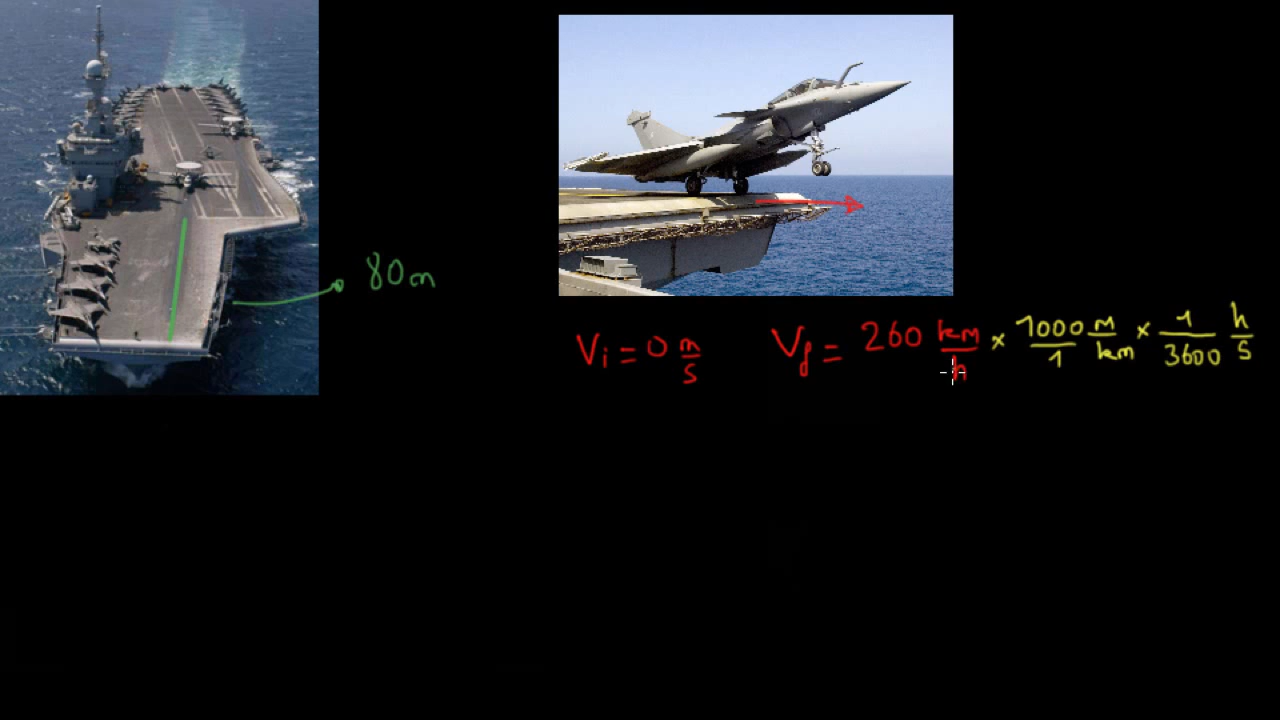 80m
Vi = 0 m/s    Vf = 260 km/h × 1000/1 m/km × 1/3600 h/s